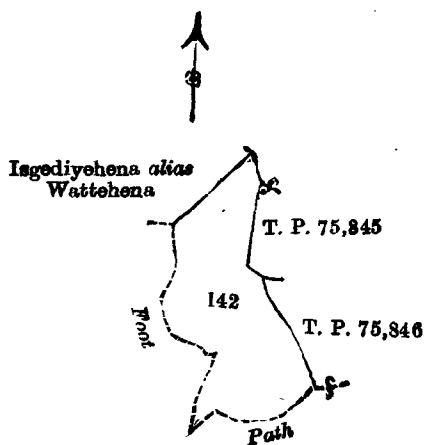 Isgediyehena alias
Wattehena
T. P. 75,845
142
T. P. 75,846
Foot
Path